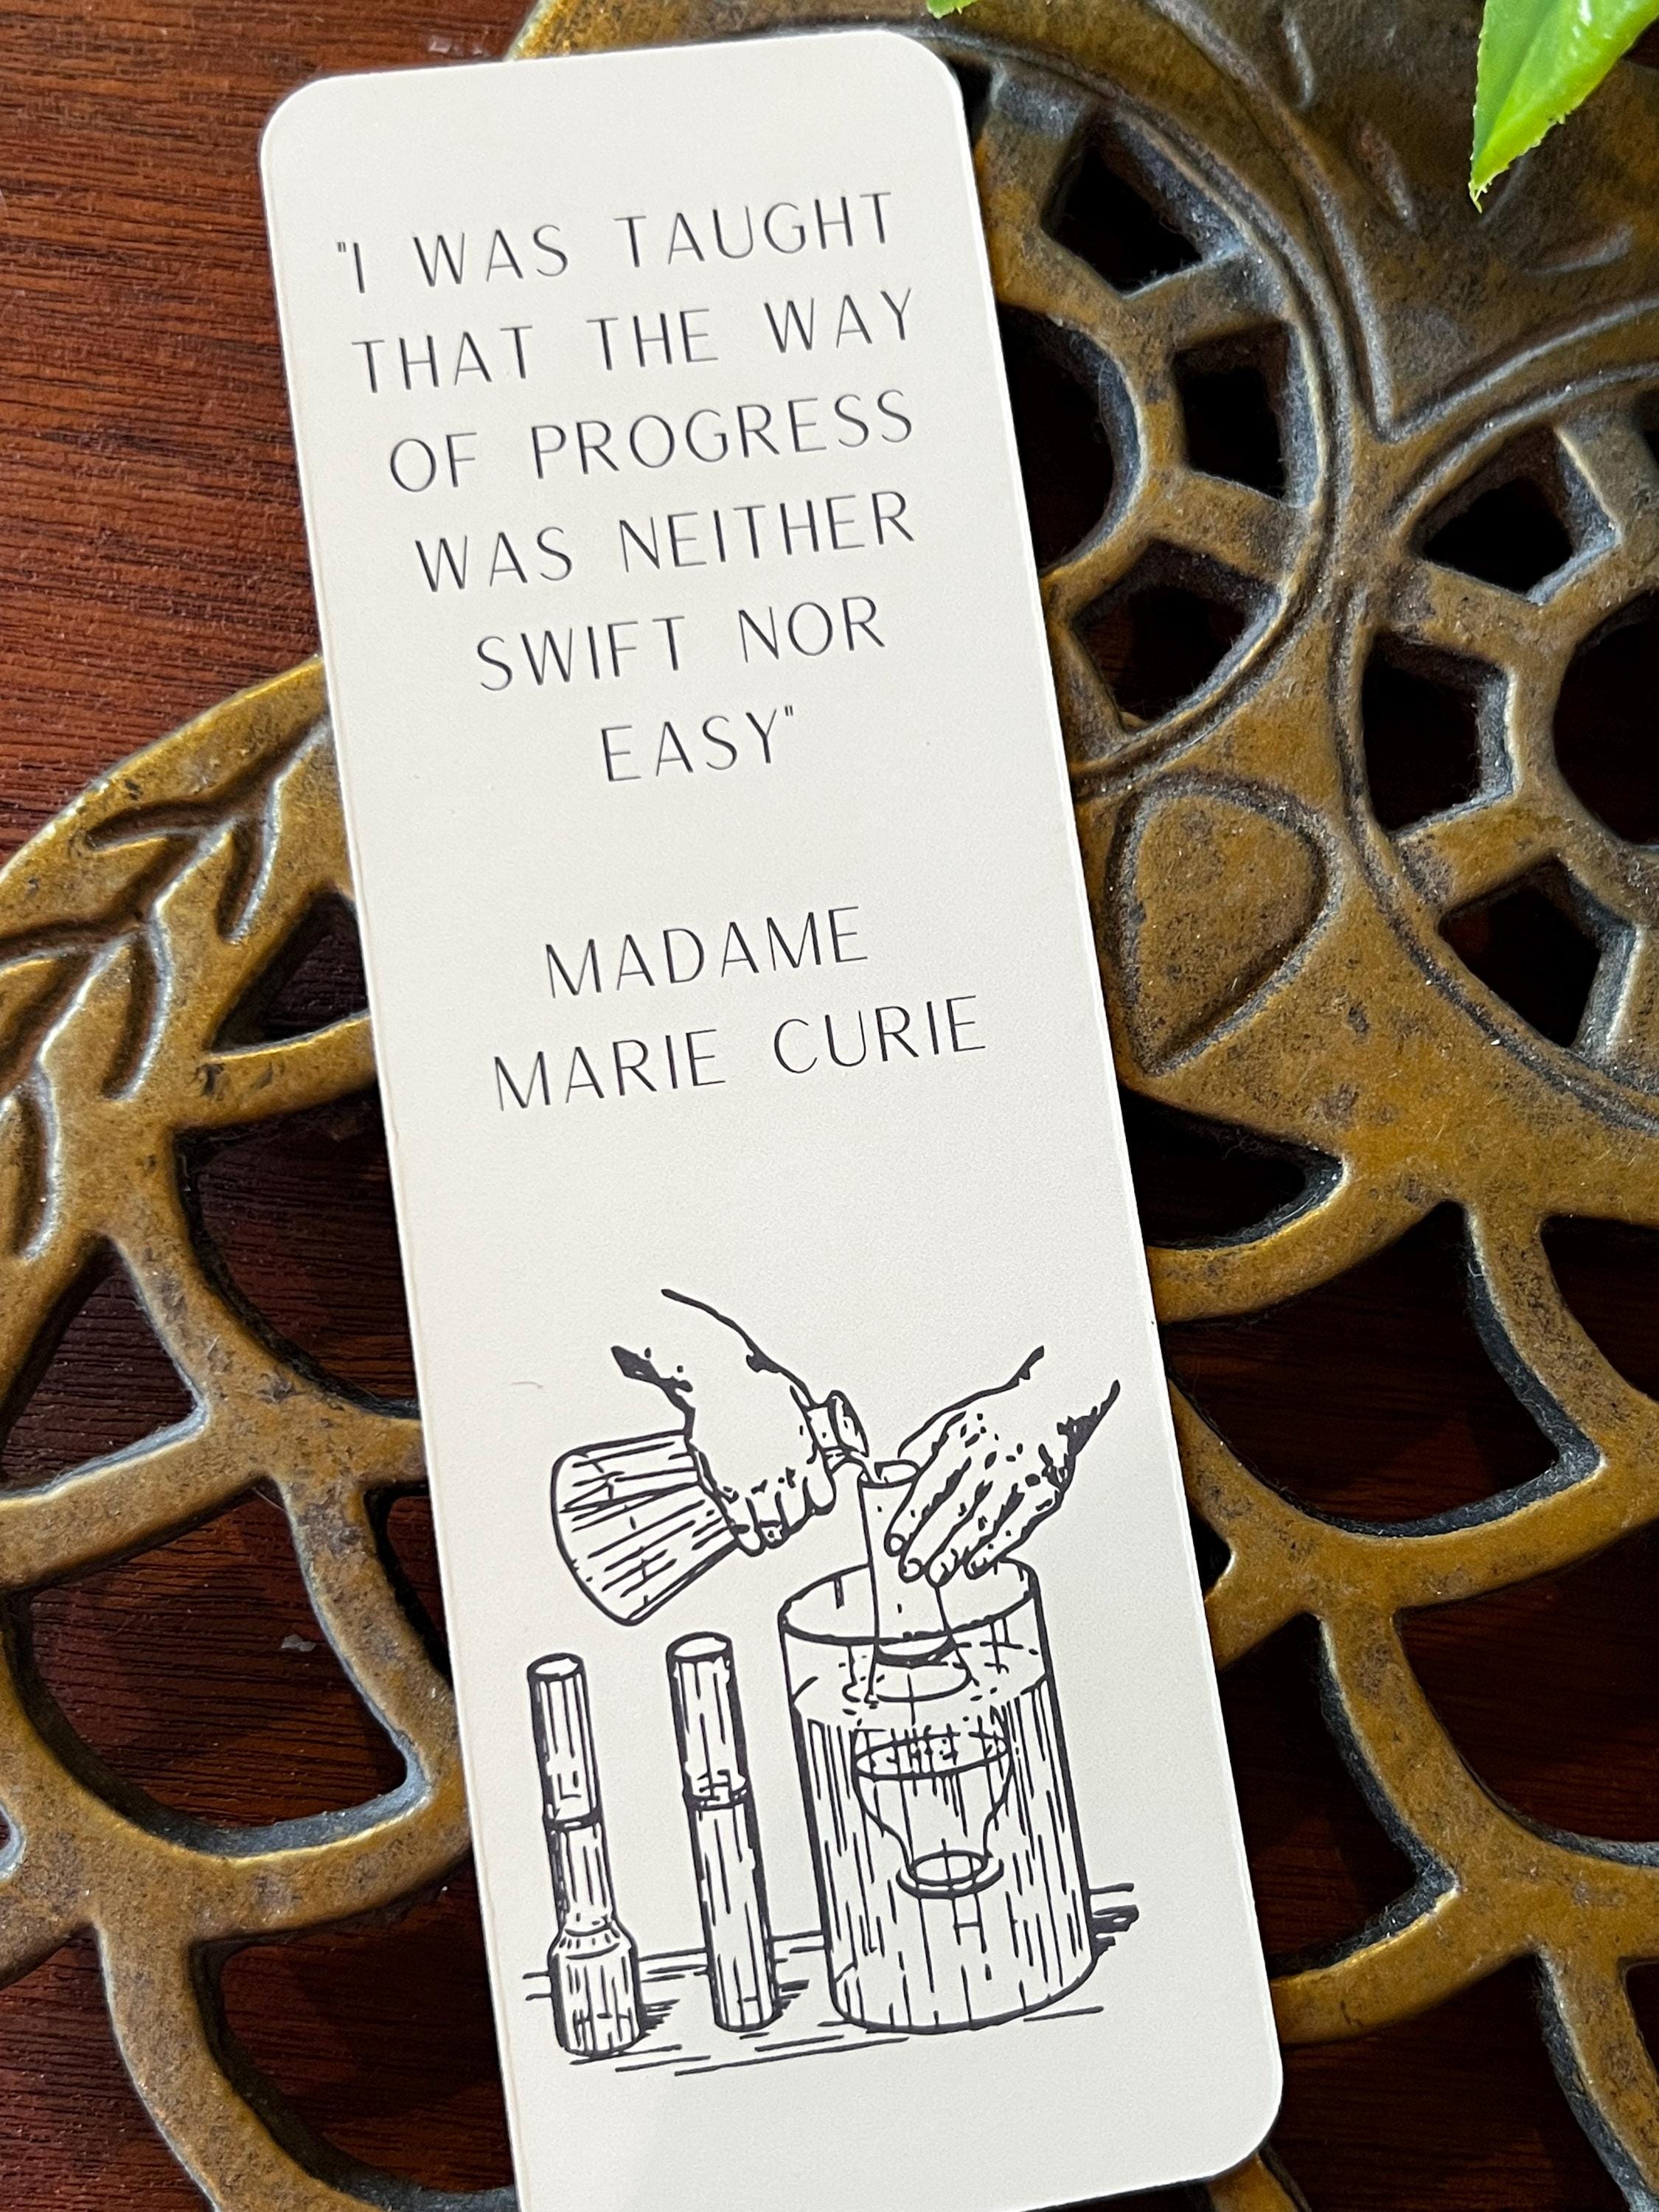 "I WAS TAUGHT
THAT THE WAY
OF PROGRESS
WAS NEITHER
SWIFT NOR
EASY"
MADAME
MARIE CURIE